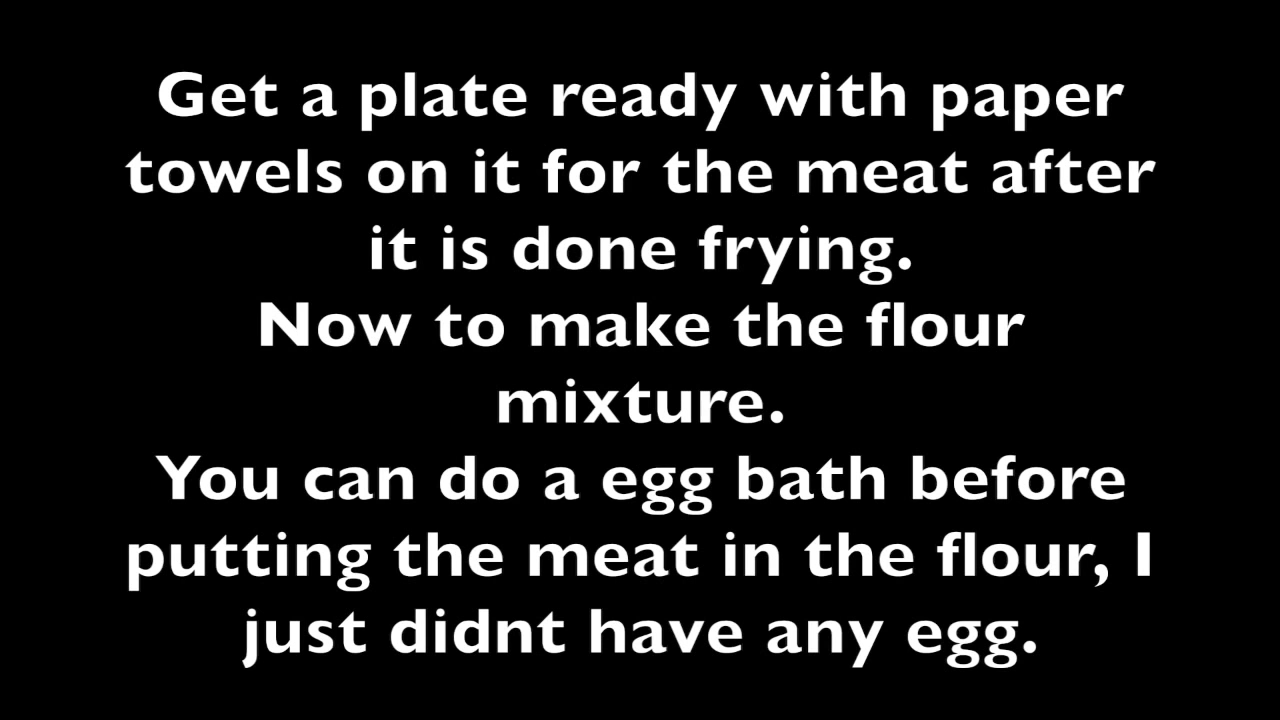 Get a plate ready with paper
towels on it for the meat after
it is done frying.
Now to make the flour
mixture.
You can do a egg bath before
putting the meat in the flour, I
just didnt have any egg.